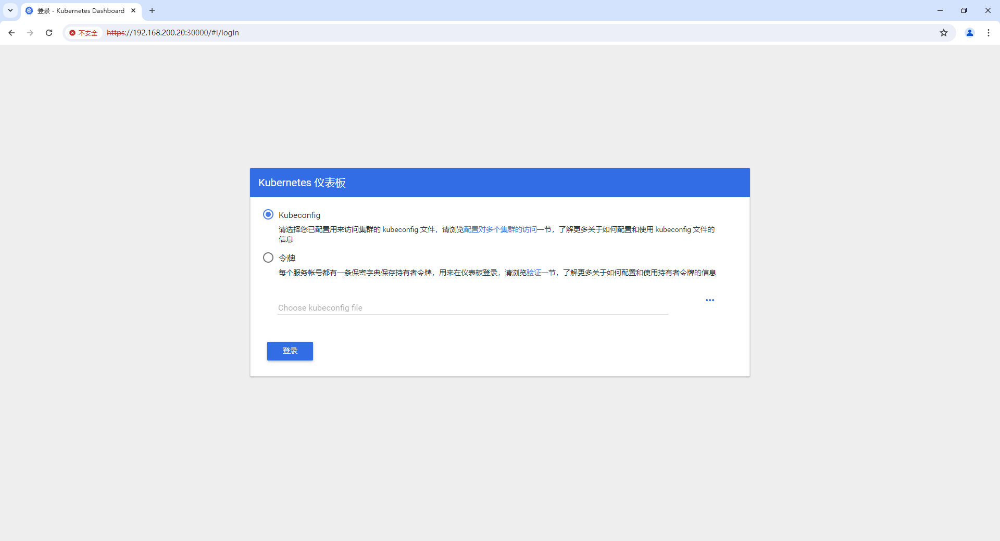 登录 - Kubernetes Dashboard
不安全 https://192.168.200.20:30000/#!/login
Kubernetes 仪表板
Kubeconfig
请选择您已配置用来访问集群的 kubeconfig 文件，请浏览配置对多个集群的访问一节，了解更多关于如何配置和使用 kubeconfig 文件的
信息
令牌
每个服务帐号都有一条保密字典保存持有者令牌，用来在仪表板登录，请浏览验证一节，了解更多关于如何配置和使用持有者令牌的信息
Choose kubeconfig file
登录